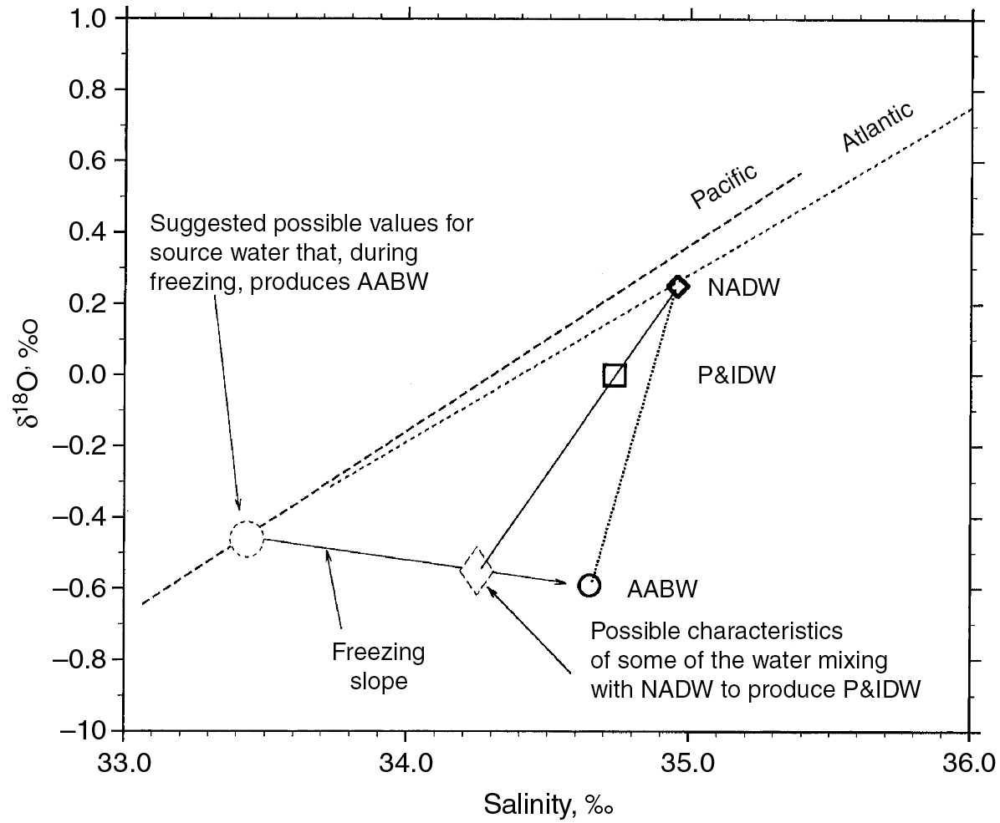 1.0
0.8
0.6
0.4
0.2
0.0
–0.2
–0.4
–0.6
–0.8
–10
δ18O, ‰
33.0
34.0
35.0
36.0
Salinity, ‰
Pacific
Atlantic
Suggested possible values for
source water that, during
freezing, produces AABW
NADW
P&IDW
AABW
Freezing
slope
Possible characteristics
of some of the water mixing
with NADW to produce P&IDW